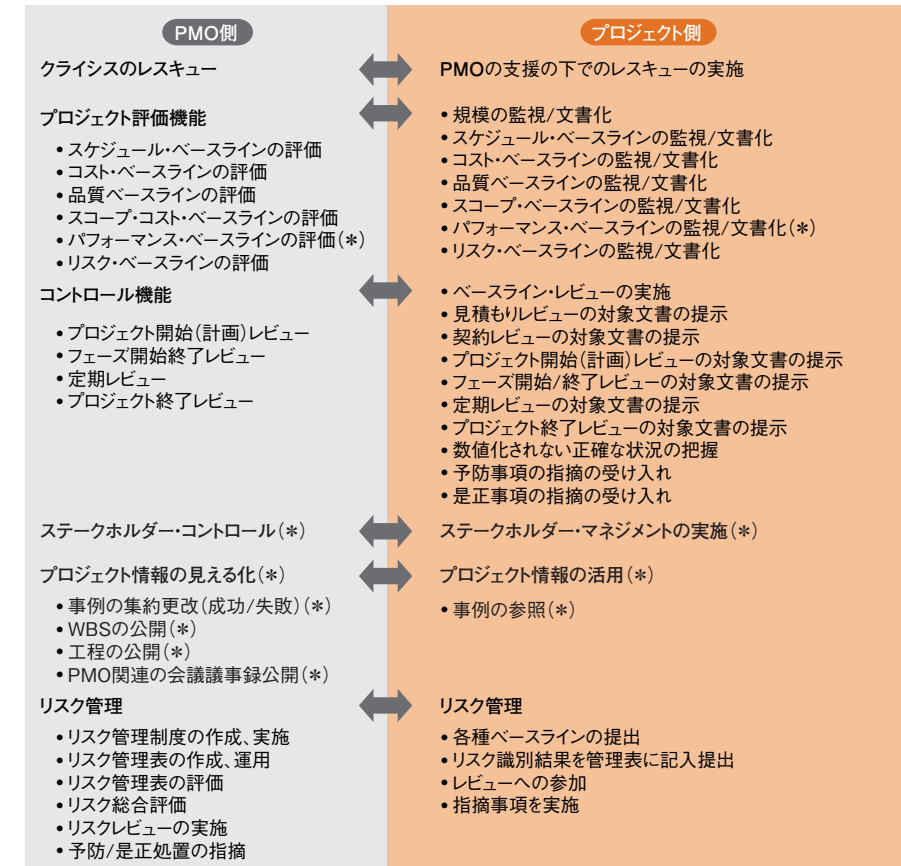 PMO側
クライシスのレスキュー
プロジェクト評価機能
•スケジュール・ベースラインの評価
•コスト・ベースラインの評価
•品質ベースラインの評価
•スコープ・コスト・ベースラインの評価
•パフォーマンス・ベースラインの評価(＊)
•リスク・ベースラインの評価
コントロール機能
•プロジェクト開始(計画)レビュー
•フェーズ開始終了レビュー
•定期レビュー
•プロジェクト終了レビュー
ステークホルダー・コントロール(＊)
プロジェクト情報の見える化(＊)
•事例の集約更改(成功/失敗)(＊)
•WBSの公開(＊)
•工程の公開(＊)
•PMO関連の会議議事録公開(＊)
リスク管理
•リスク管理制度の作成、実施
•リスク管理表の作成、運用
•リスク管理表の評価
•リスク総合評価
•リスクレビューの実施
•予防/是正処置の指摘
プロジェクト側
PMOの支援の下でのレスキューの実施
•規模の監視/文書化
•スケジュール・ベースラインの監視/文書化
•コスト・ベースラインの監視/文書化
•品質ベースラインの監視/文書化
•スコープ・ベースラインの監視/文書化
•パフォーマンス・ベースラインの監視/文書化(＊)
•リスク・ベースラインの監視/文書化
•ベースライン・レビューの実施
•見積もりレビューの対象文書の提示
•契約レビューの対象文書の提示
•プロジェクト開始(計画)レビューの対象文書の提示
•フェーズ開始/終了レビューの対象文書の提示
•定期レビューの対象文書の提示
•プロジェクト終了レビューの対象文書の提示
•数値化されない正確な状況の把握
•予防事項の指摘の受け入れ
•是正事項の指摘の受け入れ
ステークホルダー・マネジメントの実施(＊)
プロジェクト情報の活用(＊)
•事例の参照(＊)
リスク管理
•各種ベースラインの提出
•リスク識別結果を管理表に記入提出
•レビューへの参加
•指摘事項を実施